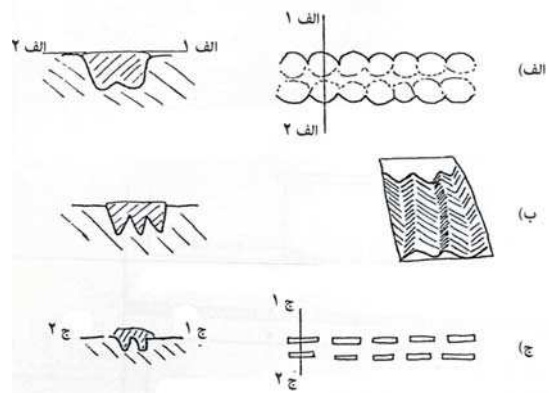 الف)
الف ۱
الف ۲
الف ۱
الف ۲
ب)
ج)
ج ۱
ج ۲
ج ۱
ج ۲